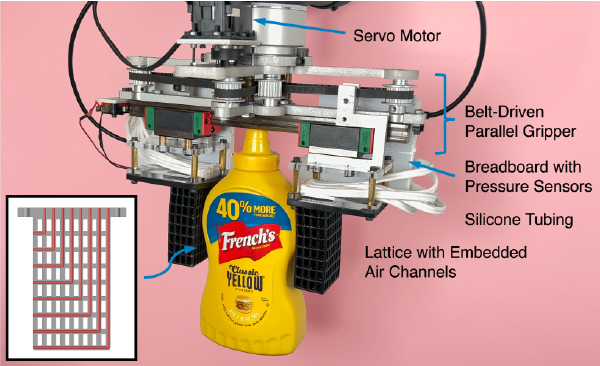 Servo Motor
Belt-Driven
Parallel Gripper
Breadboard with
Pressure Sensors
Silicone Tubing
Lattice with Embedded
Air Channels
40% MORE
French's
Classic
YELLOW